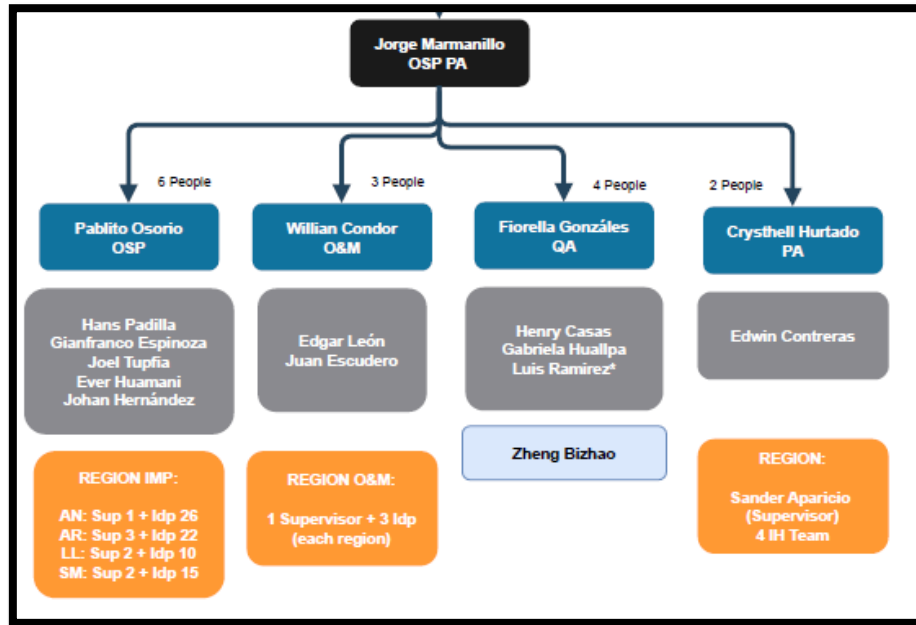 Jorge Marmanillo
OSP PA
6 People
3 People
4 People
2 People
Pablito Osorio
OSP
Willian Condor
O&M
Fiorella Gonzáles
QA
Crysthell Hurtado
PA
Hans Padilla
Gianfranco Espinoza
Joel Tupfia
Ever Huamani
Johan Hernández
Edgar León
Juan Escudero
Henry Casas
Gabriela Huallpa
Luis Ramirez*
Edwin Contreras
Zheng Bizhao
REGION IMP:
AN: Sup 1 + Idp 26
AR: Sup 3 + Idp 22
LL: Sup 2 + Idp 10
SM: Sup 2 + Idp 15
REGION O&M:
1 Supervisor + 3 Idp
(each region)
REGION:
Sander Aparicio
(Supervisor)
4 IH Team